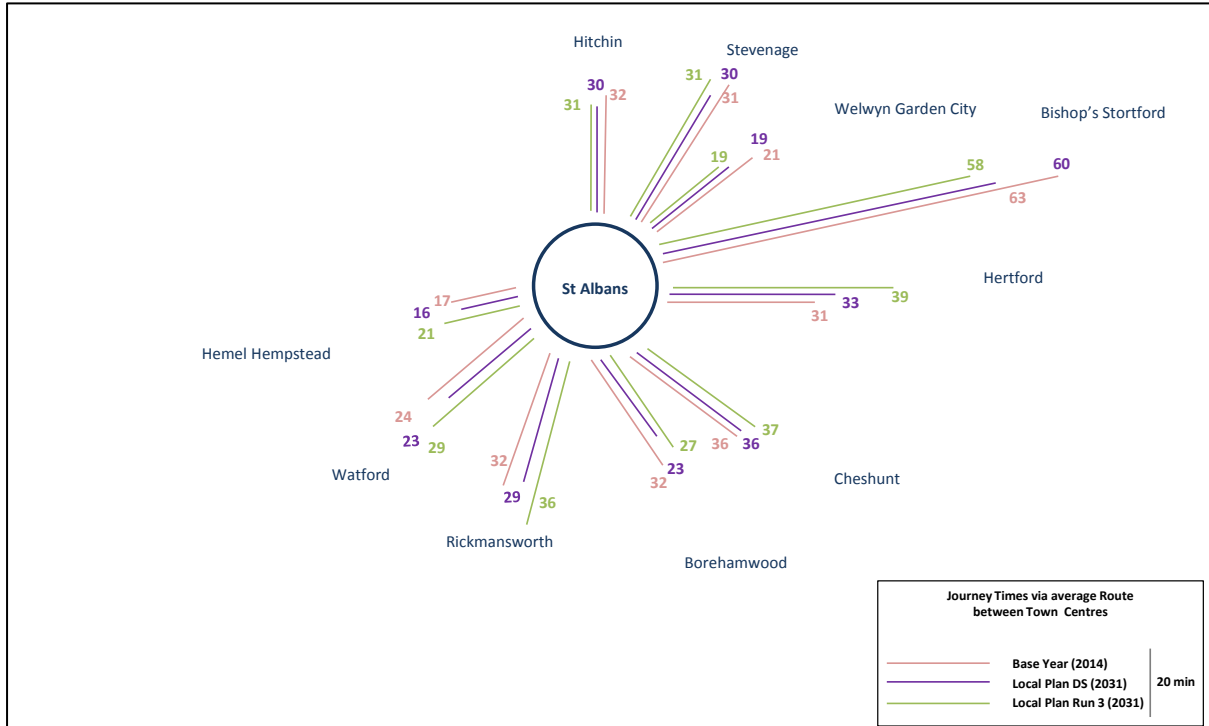 Hitchin
Stevenage
31
30
30
32
31
31
Welwyn Garden City
Bishop's Stortford
19
19
21
58
60
63
St Albans
Hertford
17
16
21
39
33
31
Hemel Hempstead
24
23
29
Watford
32
29
36
Rickmansworth
27
23
32
37
36
36
Cheshunt
Borehamwood
Journey Times via average Route
between Town Centres
Base Year (2014)
Local Plan DS (2031)
Local Plan Run 3 (2031)
20 min